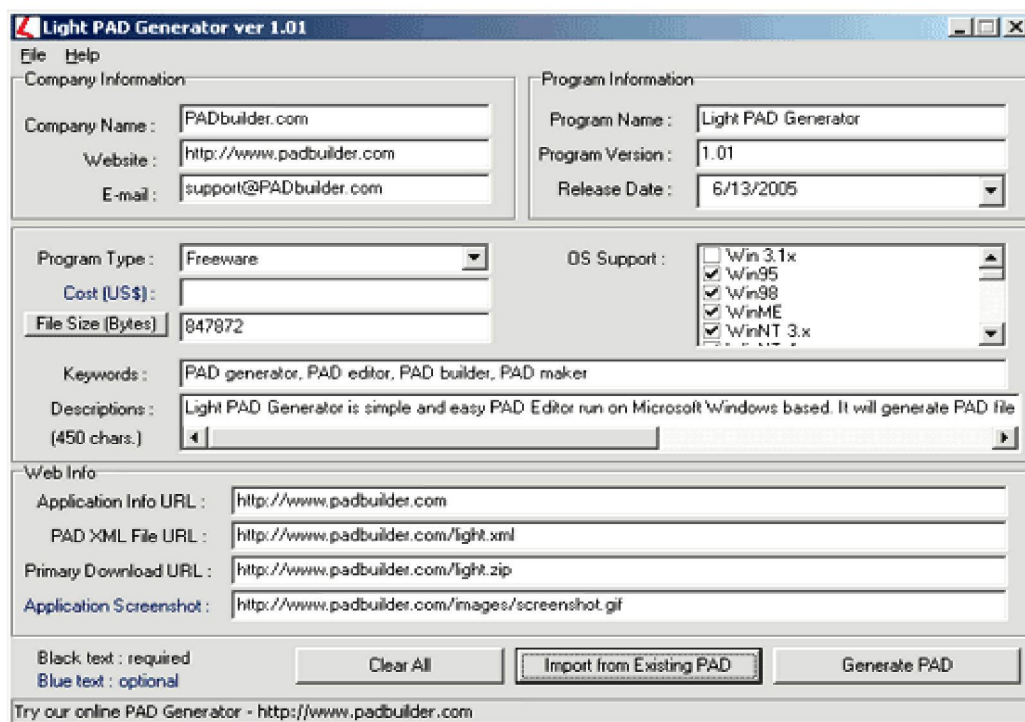 Light PAD Generator ver 1.01
File Help
Company Information
Company Name : PADbuilder.com
Website : http://www.padbuilder.com
E-mail : support@PADbuilder.com
Program Information
Program Name : Light PAD Generator
Program Version : 1.01
Release Date : 6/13/2005
Program Type : Freeware
Cost (US$) :
File Size (Bytes) 847872
OS Support : Win 3.1x
Win95
Win98
WinME
WinNT 3.x
Keywords : PAD generator, PAD editor, PAD builder, PAD maker
Descriptions : Light PAD Generator is simple and easy PAD Editor run on Microsoft Windows based. It will generate PAD file
(450 chars.)
Web Info
Application Info URL : http://www.padbuilder.com
PAD XML File URL : http://www.padbuilder.com/light.xml
Primary Download URL : http://www.padbuilder.com/light.zip
Application Screenshot : http://www.padbuilder.com/images/screenshot.gif
Black text : required
Blue text : optional
Clear All Import from Existing PAD Generate PAD
Try our online PAD Generator - http://www.padbuilder.com